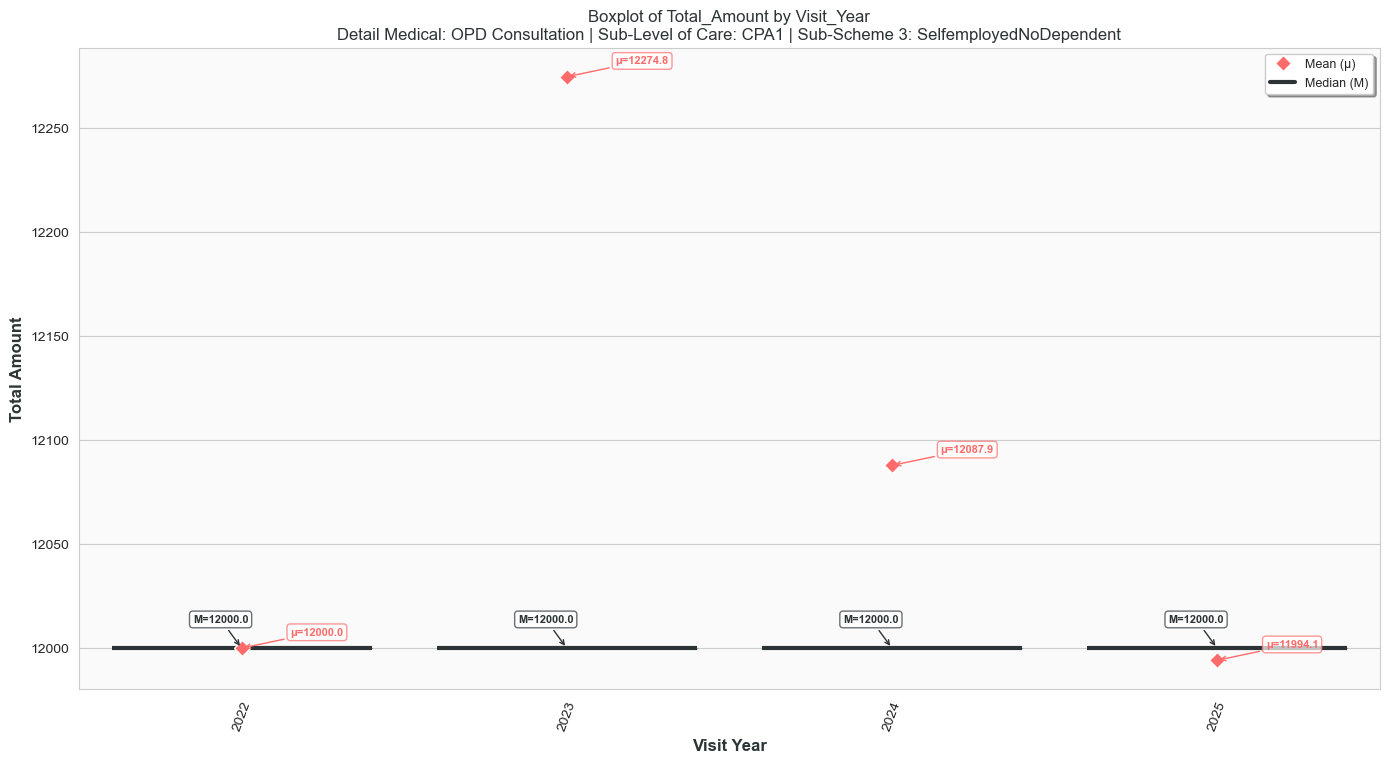 Boxplot of Total_Amount by Visit_Year
Detail Medical: OPD Consultation | Sub-Level of Care: CPA1 | Sub-Scheme 3: SelfemployedNoDependent
μ=12274.8
Mean (μ)
Median (M)
12250
12200
12150
12100
12050
12000
Total Amount
μ=12087.9
M=12000.0
μ=12000.0
M=12000.0
M=12000.0
M=12000.0
μ=11994.1
2022
2023
2024
2025
Visit Year